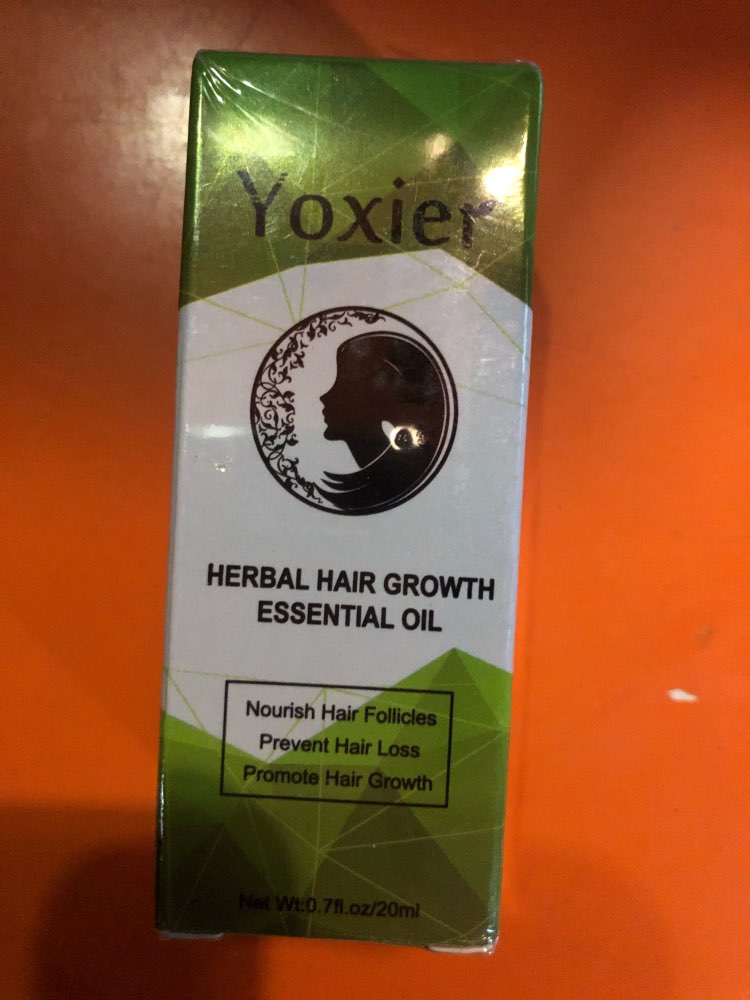 Yoxier
HERBAL HAIR GROWTH
ESSENTIAL OIL
Nourish Hair Follicles
Prevent Hair Loss
Promote Hair Growth
Net Wt:0.7fl.oz/20ml